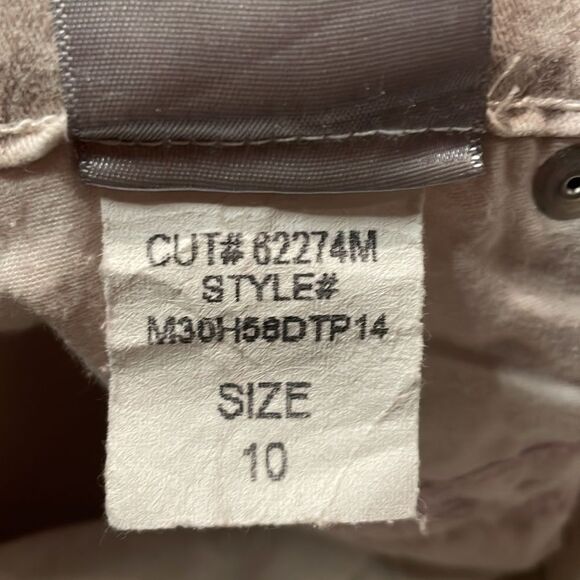 CUT# 62274M
STYLE#
M30H58DTP14
SIZE
10